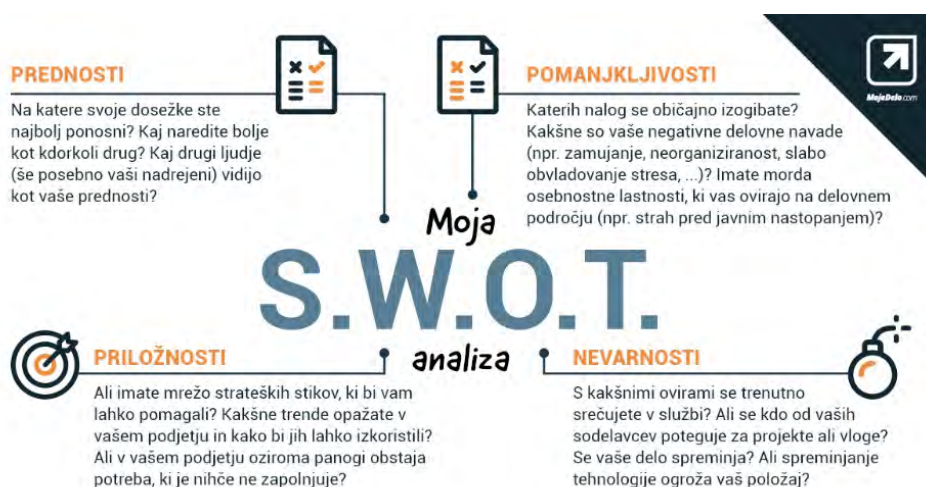 PREDNOSTI
Na katere svoje dosežke ste
najbolj ponosni? Kaj naredite bolje
kot kdorkoli drug? Kaj drugi ljudje
(še posebno vaši nadrejeni) vidijo
kot vaše prednosti?
POMANJKLJIVOSTI
Katerih nalog se običajno izogibate?
Kakšne so vaše negativne delovne navade
(npr. zamujanje, neorganiziranost, slabo
obvladovanje stresa, ...)? Imate morda
osebnostne lastnosti, ki vas ovirajo na delovnem
področju (npr. strah pred javnim nastopanjem)?
MojeDelo.com
Moja
S.W.O.T.
analiza
PRILOŽNOSTI
Ali imate mrežo strateških stikov, ki bi vam
lahko pomagali? Kakšne trende opažate v
vašem podjetju in kako bi jih lahko izkoristili?
Ali v vašem podjetju oziroma panogi obstaja
potreba, ki je nihče ne zapolnjuje?
NEVARNOSTI
S kakšnimi ovirami se trenutno
srečujete v službi? Ali se kdo od vaših
sodelavcev poteguje za projekte ali vloge?
Se vaše delo spreminja? Ali spreminjanje
tehnologije ogroža vaš položaj?